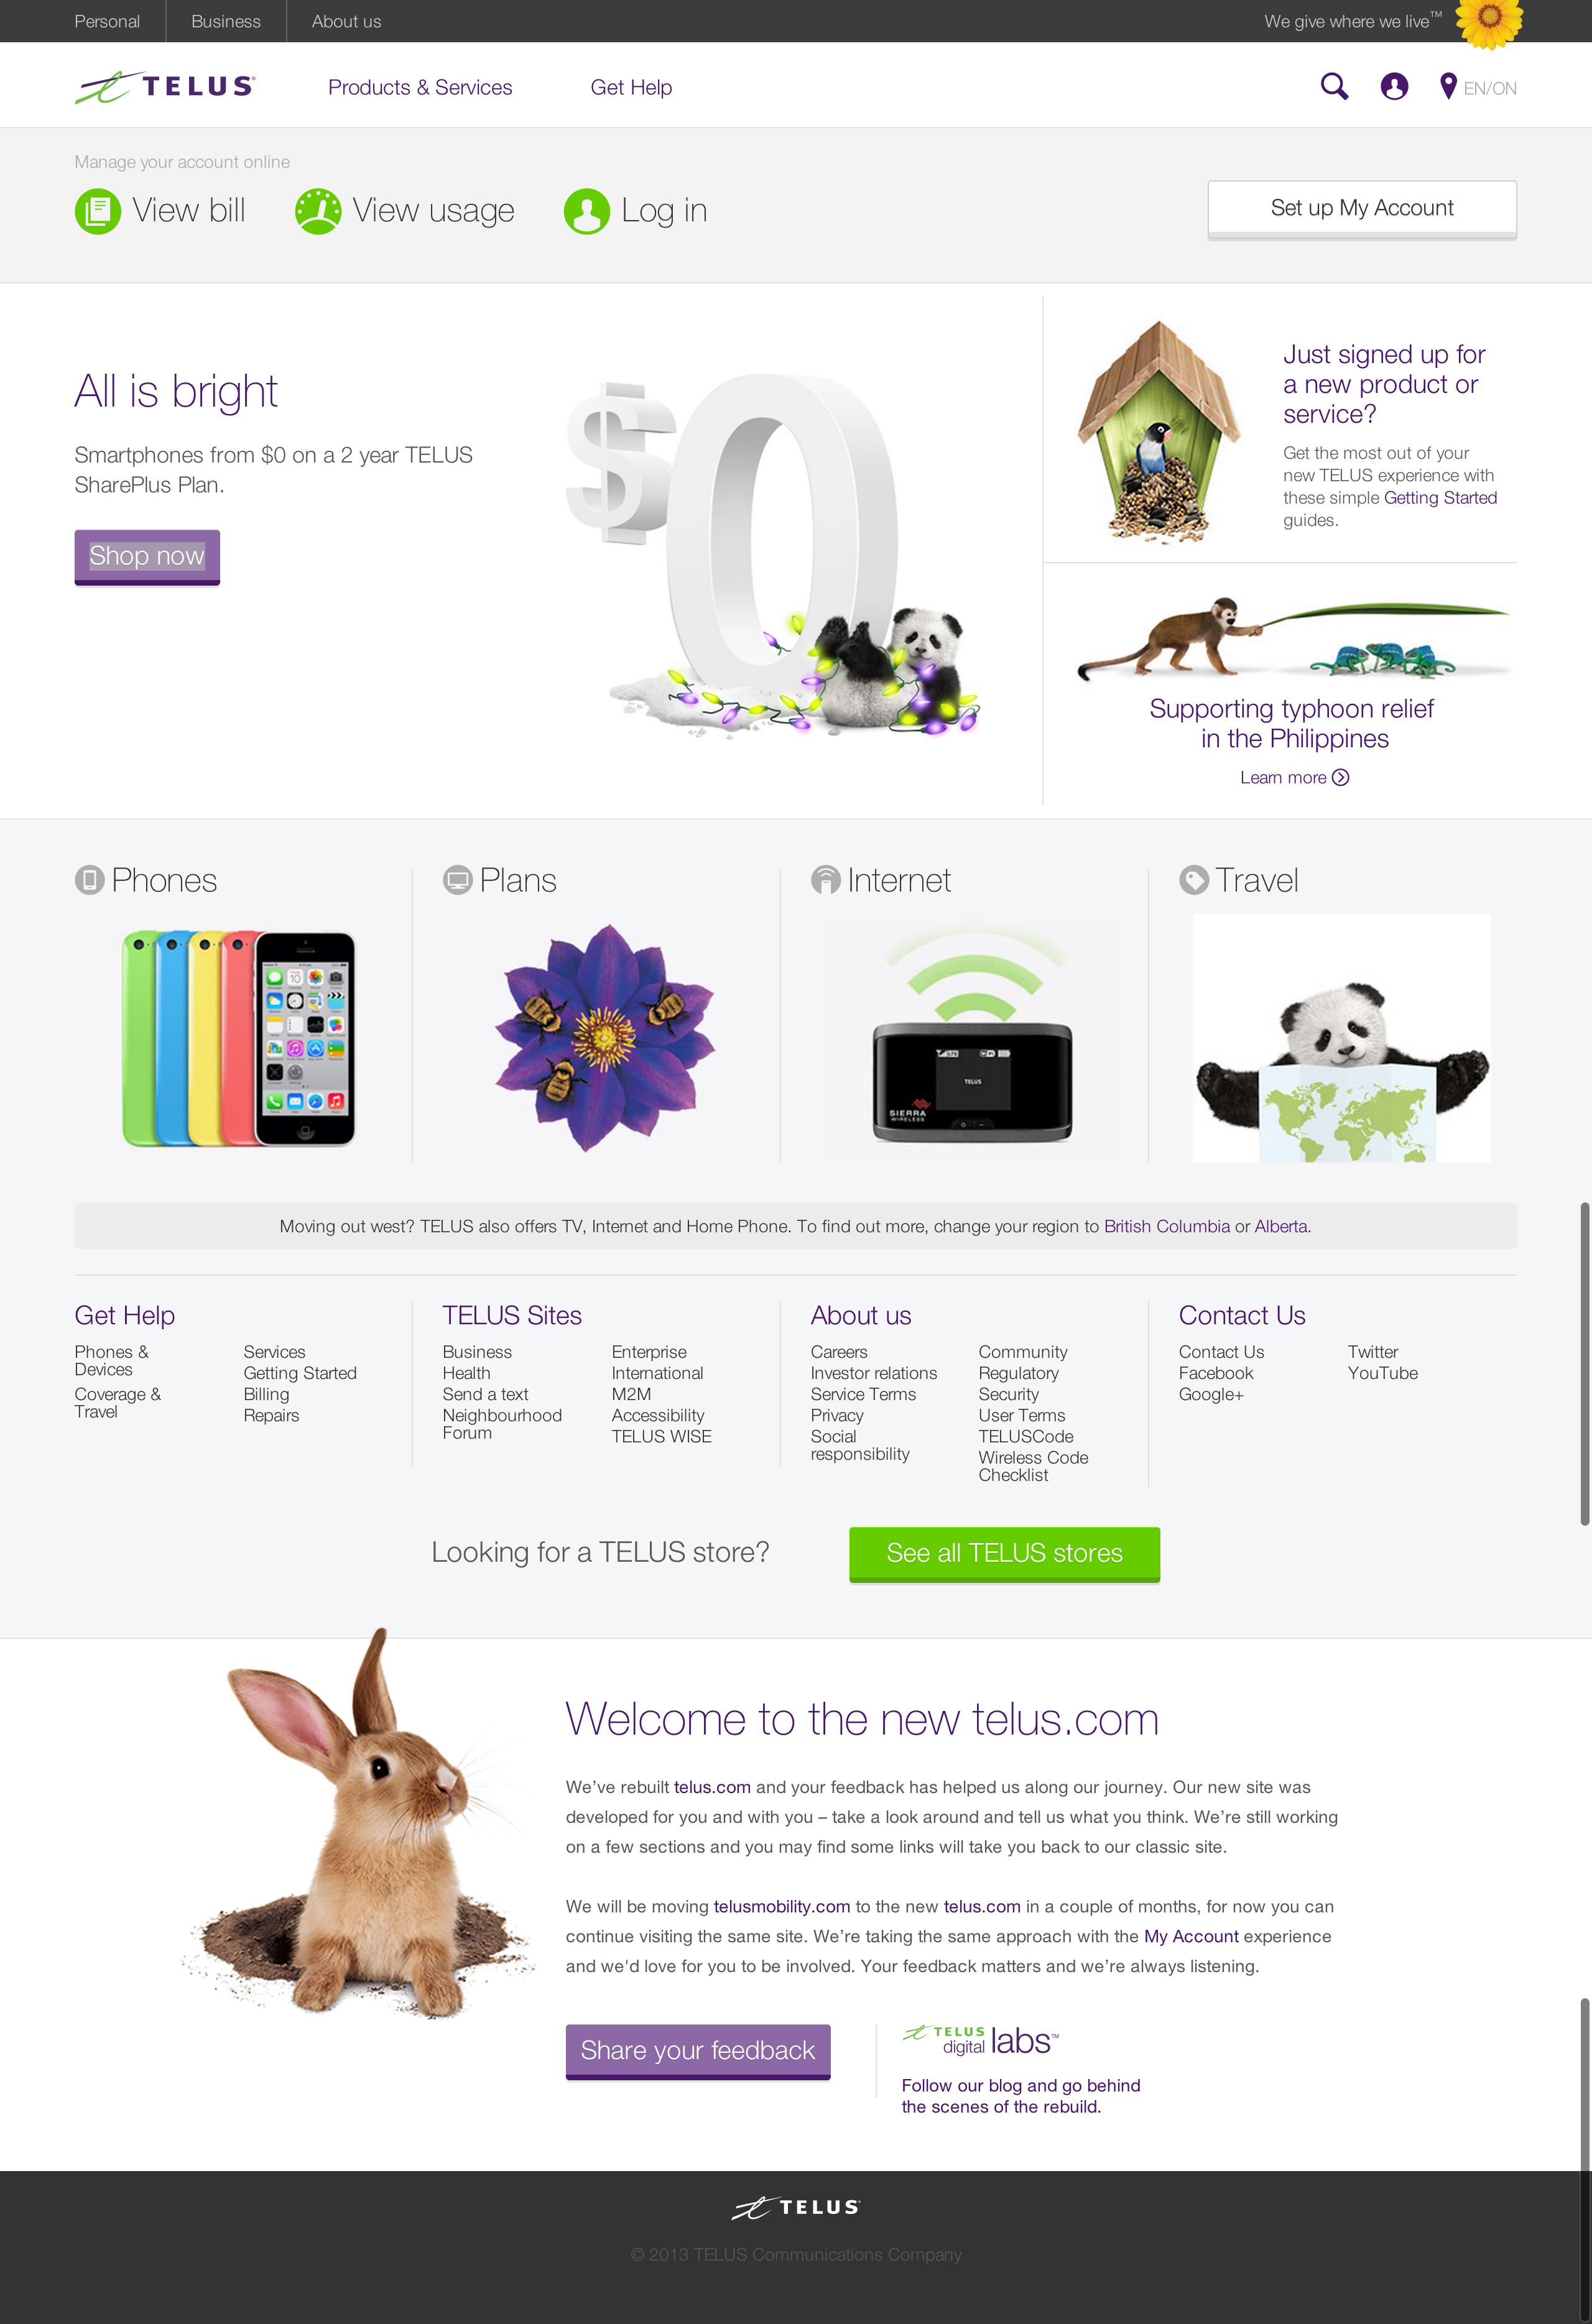 Personal
Business
About us
We give where we live™
TELUS®
Products & Services
Get Help
EN/ON
Manage your account online
View bill
View usage
Log in
Set up My Account
All is bright
Smartphones from $0 on a 2 year TELUS
SharePlus Plan.
Shop now
$0
Just signed up for
a new product or
service?
Get the most out of your
new TELUS experience with
these simple Getting Started
guides.
Supporting typhoon relief
in the Philippines
Learn more
Phones
Plans
Internet
Travel
LTE
TELUS
SIERRA
WIRELESS
Moving out west? TELUS also offers TV, Internet and Home Phone. To find out more, change your region to British Columbia or Alberta.
Get Help
Phones &
Devices
Coverage &
Travel
Services
Getting Started
Billing
Repairs
TELUS Sites
Business
Health
Send a text
Neighbourhood
Forum
Enterprise
International
M2M
Accessibility
TELUS WISE
About us
Careers
Investor relations
Service Terms
Privacy
Social
responsibility
Community
Regulatory
Security
User Terms
TELUSCode
Wireless Code
Checklist
Contact Us
Contact Us
Facebook
Google+
Twitter
YouTube
Looking for a TELUS store?
See all TELUS stores
Welcome to the new telus.com
We’ve rebuilt telus.com and your feedback has helped us along our journey. Our new site was
developed for you and with you – take a look around and tell us what you think. We’re still working
on a few sections and you may find some links will take you back to our classic site.
We will be moving telusmobility.com to the new telus.com in a couple of months, for now you can
continue visiting the same site. We’re taking the same approach with the My Account experience
and we'd love for you to be involved. Your feedback matters and we’re always listening.
Share your feedback
TELUS
digital labs™
Follow our blog and go behind
the scenes of the rebuild.
TELUS®
© 2013 TELUS Communications Company